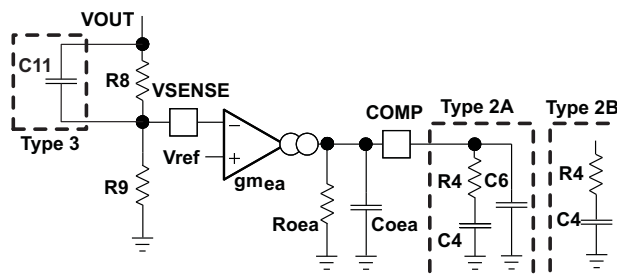 VOUT
C11
R8
VSENSE
Type 3
R9
Vref
gmea
COMP
Type 2A
Type 2B
R4
C6
R4
Roea
Coea
C4
C4
−
+